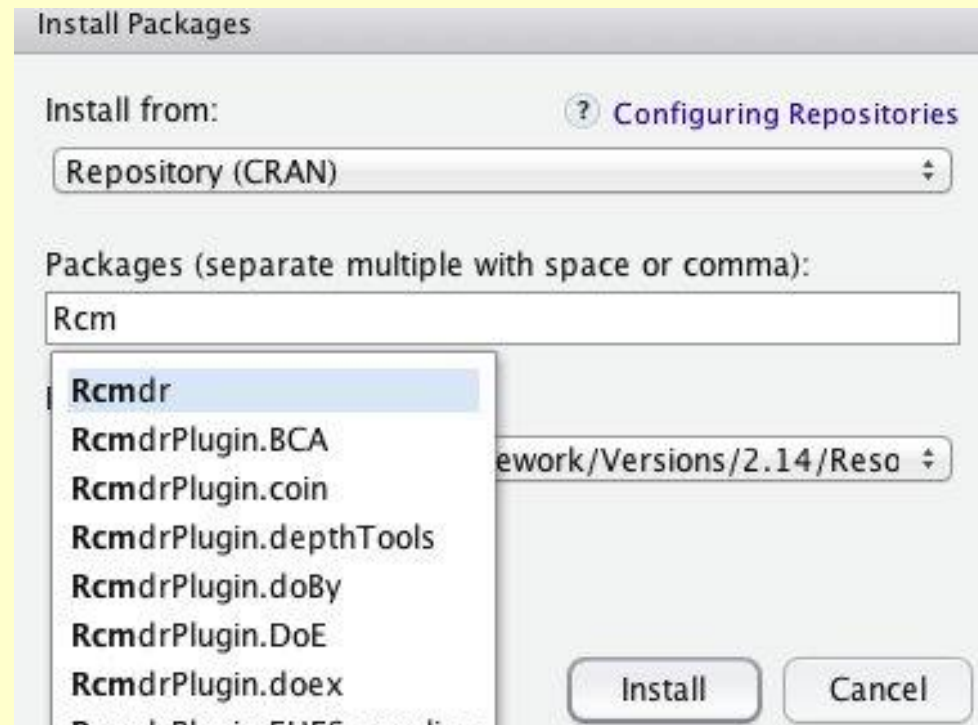 Install Packages
Install from:
? Configuring Repositories
Repository (CRAN)
Packages (separate multiple with space or comma):
Rcm
Rcmdr
RcmdrPlugin.BCA
ework/Versions/2.14/Reso
RcmdrPlugin.coin
RcmdrPlugin.depthTools
RcmdrPlugin.doBy
RcmdrPlugin.DoE
RcmdrPlugin.doex
Install
Cancel